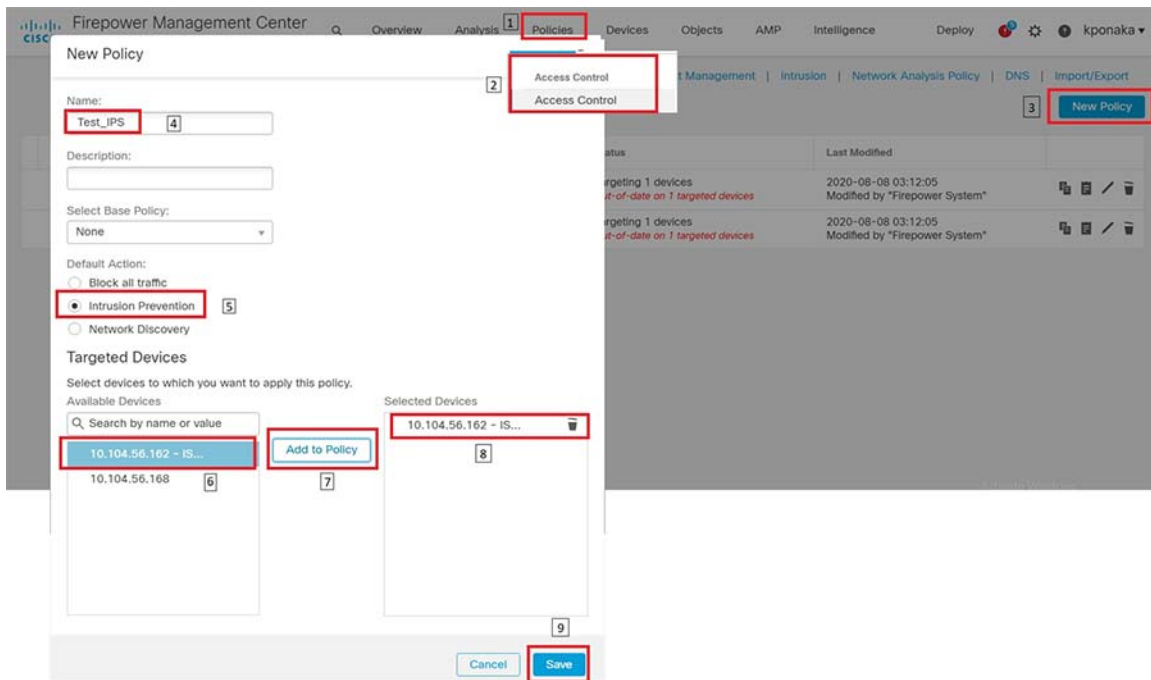 Firepower Management Center
CISC
Overview
Analysis
1
Policies
Devices
Objects
AMP
Intelligence
Deploy
kponaka
New Policy
2
Access Control
Access Control
t Management | Intrusion | Network Analysis Policy | DNS | Import/Export
3
New Policy
Name:
Test_IPS
4
Description:
Select Base Policy:
None
Default Action:
Block all traffic
Intrusion Prevention
5
Network Discovery
Targeted Devices
Select devices to which you want to apply this policy.
Available Devices
Search by name or value
10.104.56.162 - IS...
10.104.56.168
6
Add to Policy
7
Selected Devices
10.104.56.162 - IS...
8
9
Cancel
Save
atus
Last Modified
rgeting 1 devices
ut-of-date on 1 targeted devices
2020-08-08 03:12:05
Modified by "Firepower System"
rgeting 1 devices
ut-of-date on 1 targeted devices
2020-08-08 03:12:05
Modified by "Firepower System"
Activate Windows